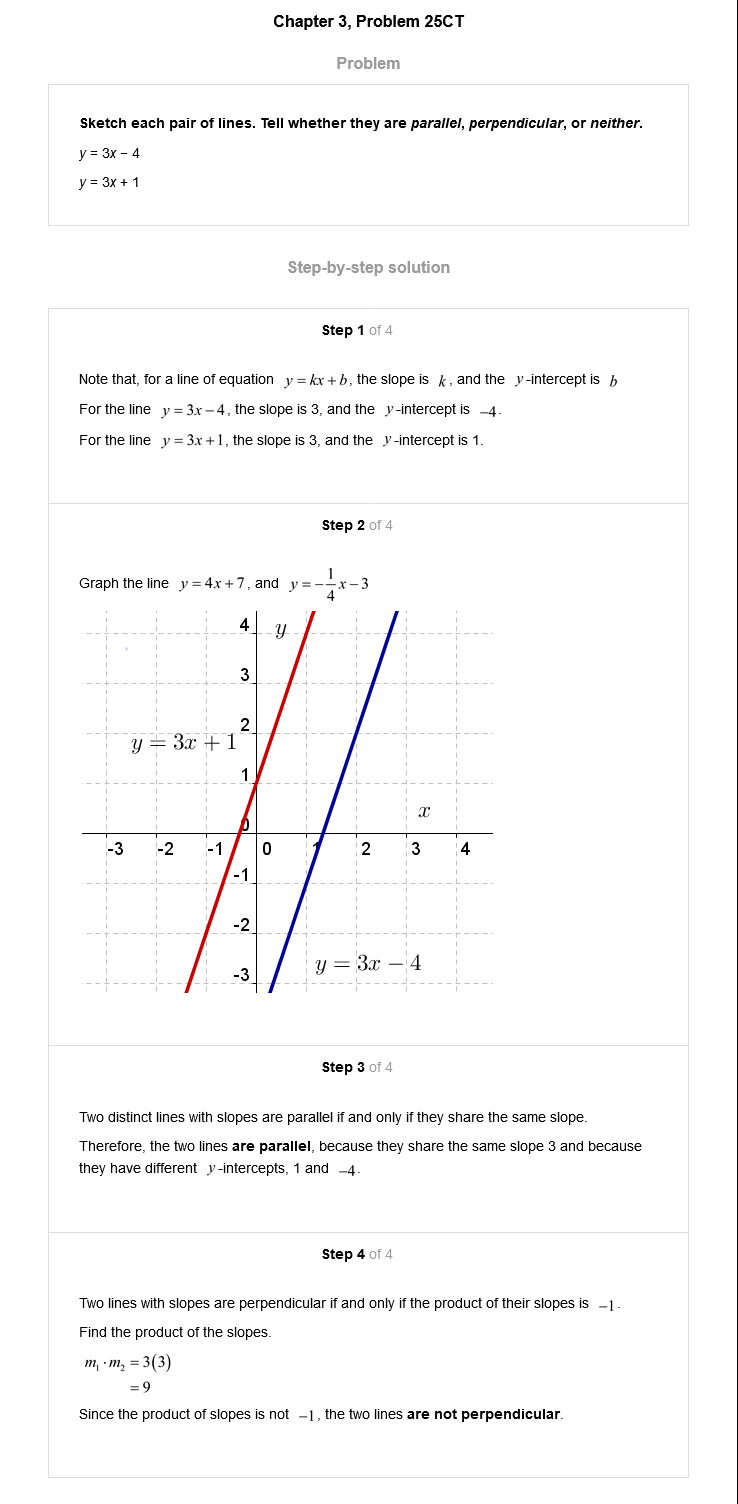 Chapter 3, Problem 25CT
Problem
Sketch each pair of lines. Tell whether they are parallel, perpendicular, or neither.
y = 3x – 4
y = 3x + 1
Step-by-step solution
Step 1 of 4
Note that, for a line of equation y = kx + b, the slope is k, and the y-intercept is b
For the line y = 3x – 4, the slope is 3, and the y-intercept is –4.
For the line y = 3x + 1, the slope is 3, and the y-intercept is 1.
Step 2 of 4
Graph the line y = 4x + 7, and y = –1/4 x – 3
4
y
3
2
y = 3x + 1
1
x
0
-3 -2 -1 0 1 2 3 4
-1
-2
y = 3x – 4
-3
Step 3 of 4
Two distinct lines with slopes are parallel if and only if they share the same slope.
Therefore, the two lines are parallel, because they share the same slope 3 and because
they have different y-intercepts, 1 and –4.
Step 4 of 4
Two lines with slopes are perpendicular if and only if the product of their slopes is –1.
Find the product of the slopes.
m₁ · m₂ = 3(3)
= 9
Since the product of slopes is not –1, the two lines are not perpendicular.